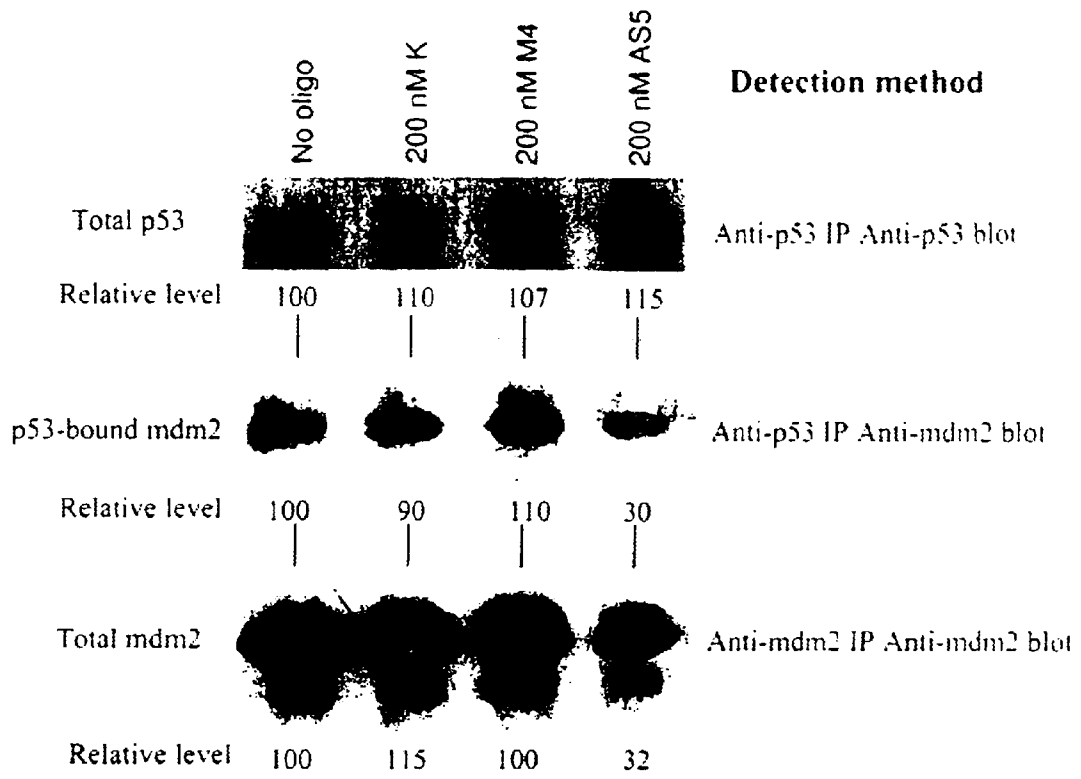 No oligo
200 nM K
200 nM M4
200 nM AS5
Detection method
Total p53
Anti-p53 IP Anti-p53 blot
Relative level 100 110 107 115
p53-bound mdm2
Anti-p53 IP Anti-mdm2 blot
Relative level 100 90 110 30
Total mdm2
Anti-mdm2 IP Anti-mdm2 blot
Relative level 100 115 100 32